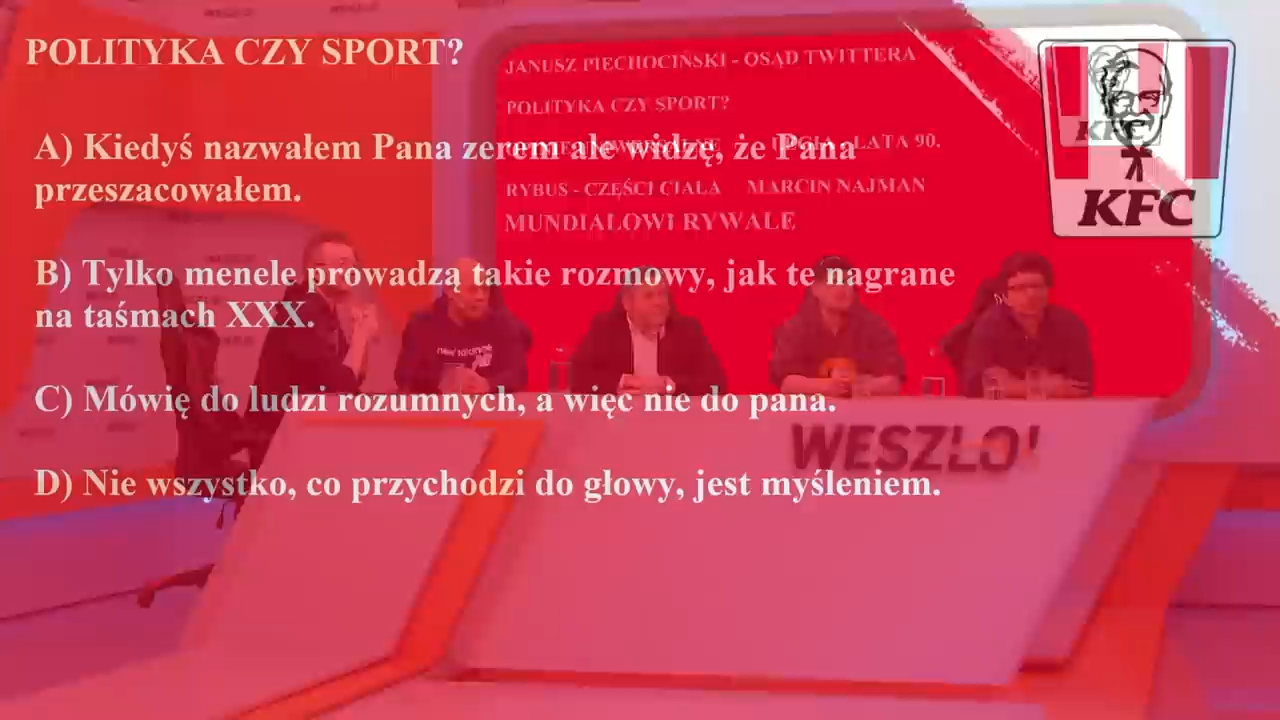 POLITYKA CZY SPORT?
A) Kiedyś nazwałem Pana zerem ale widzę, że Pana
przeszacowałem.
B) Tylko menele prowadzą takie rozmowy, jak te nagrane
na taśmach XXX.
C) Mówię do ludzi rozumnych, a więc nie do pana.
D) Nie wszystko, co przychodzi do głowy, jest myśleniem.
JANUSZ PIECHOCIŃSKI - OSĄD TWITTERA
POLITYKA CZY SPORT?
LATA 90.
RYBUS - CZĘŚCI CIAŁA MARCIN NAJMAN
MUNDIALOWI RYWALE
KFC
KFC
WESZŁO!